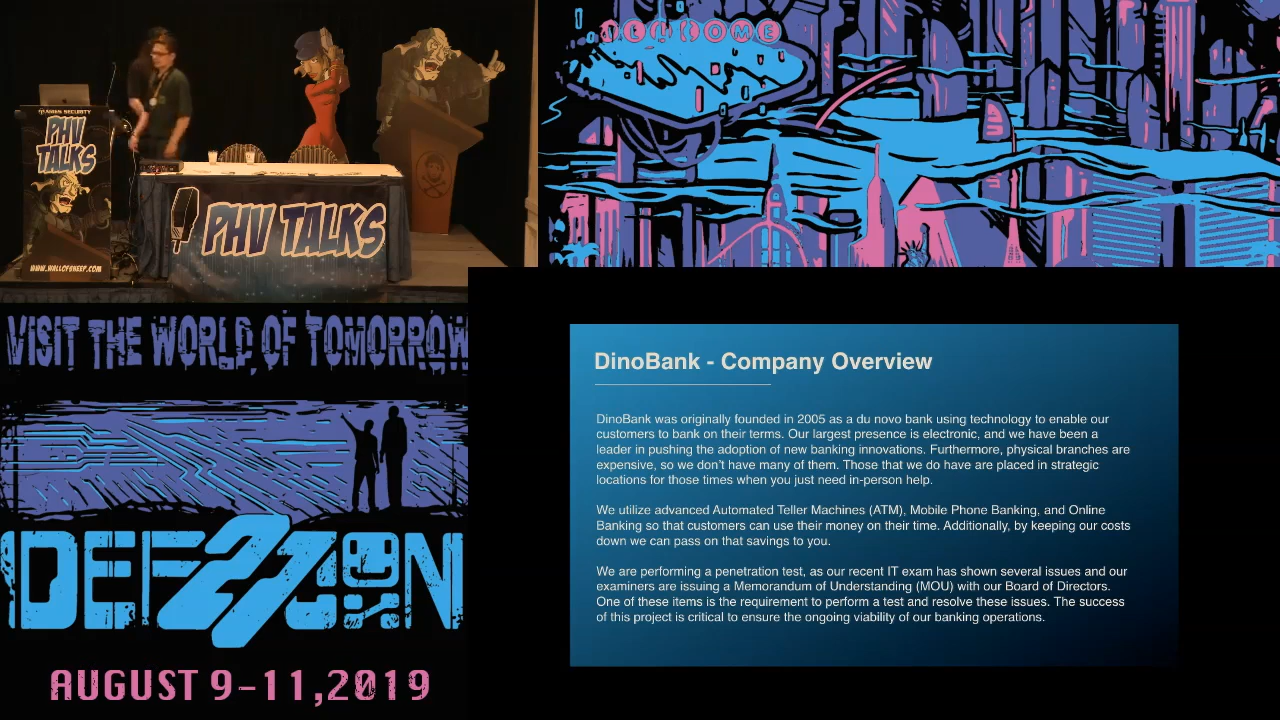 WELCOME
ARIES SECURITY
PHV
TALKS
WWW.WALLOFSHEEP.COM
PHV TALKS
VISIT THE WORLD OF TOMORROW
DEF 27 CON
AUGUST 9-11,2019
DinoBank - Company Overview
DinoBank was originally founded in 2005 as a du novo bank using technology to enable our
customers to bank on their terms. Our largest presence is electronic, and we have been a
leader in pushing the adoption of new banking innovations. Furthermore, physical branches are
expensive, so we don't have many of them. Those that we do have are placed in strategic
locations for those times when you just need in-person help.
We utilize advanced Automated Teller Machines (ATM), Mobile Phone Banking, and Online
Banking so that customers can use their money on their time. Additionally, by keeping our costs
down we can pass on that savings to you.
We are performing a penetration test, as our recent IT exam has shown several issues and our
examiners are issuing a Memorandum of Understanding (MOU) with our Board of Directors.
One of these items is the requirement to perform a test and resolve these issues. The success
of this project is critical to ensure the ongoing viability of our banking operations.